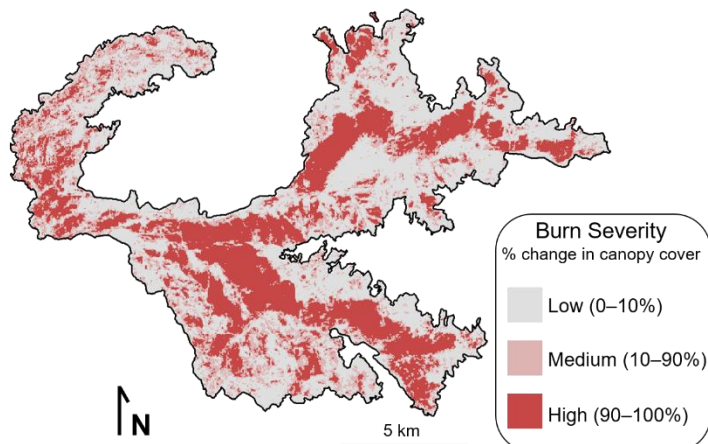 Burn Severity
% change in canopy cover
Low (0–10%)
Medium (10–90%)
High (90–100%)
N
5 km